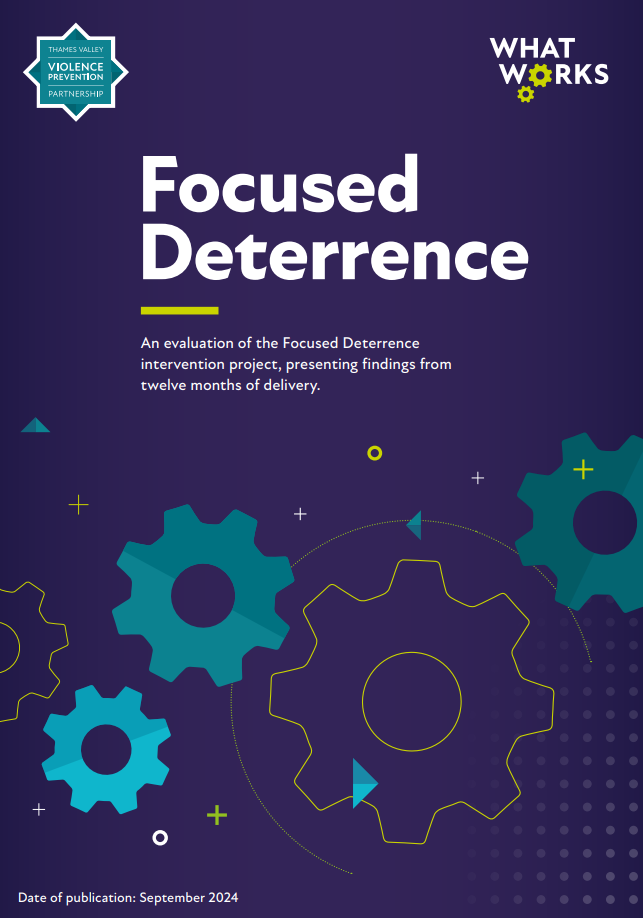 THAMES VALLEY
VIOLENCE
PREVENTION
PARTNERSHIP
WHAT
WORKS
Focused
Deterrence
An evaluation of the Focused Deterrence
intervention project, presenting findings from
twelve months of delivery.
Date of publication: September 2024